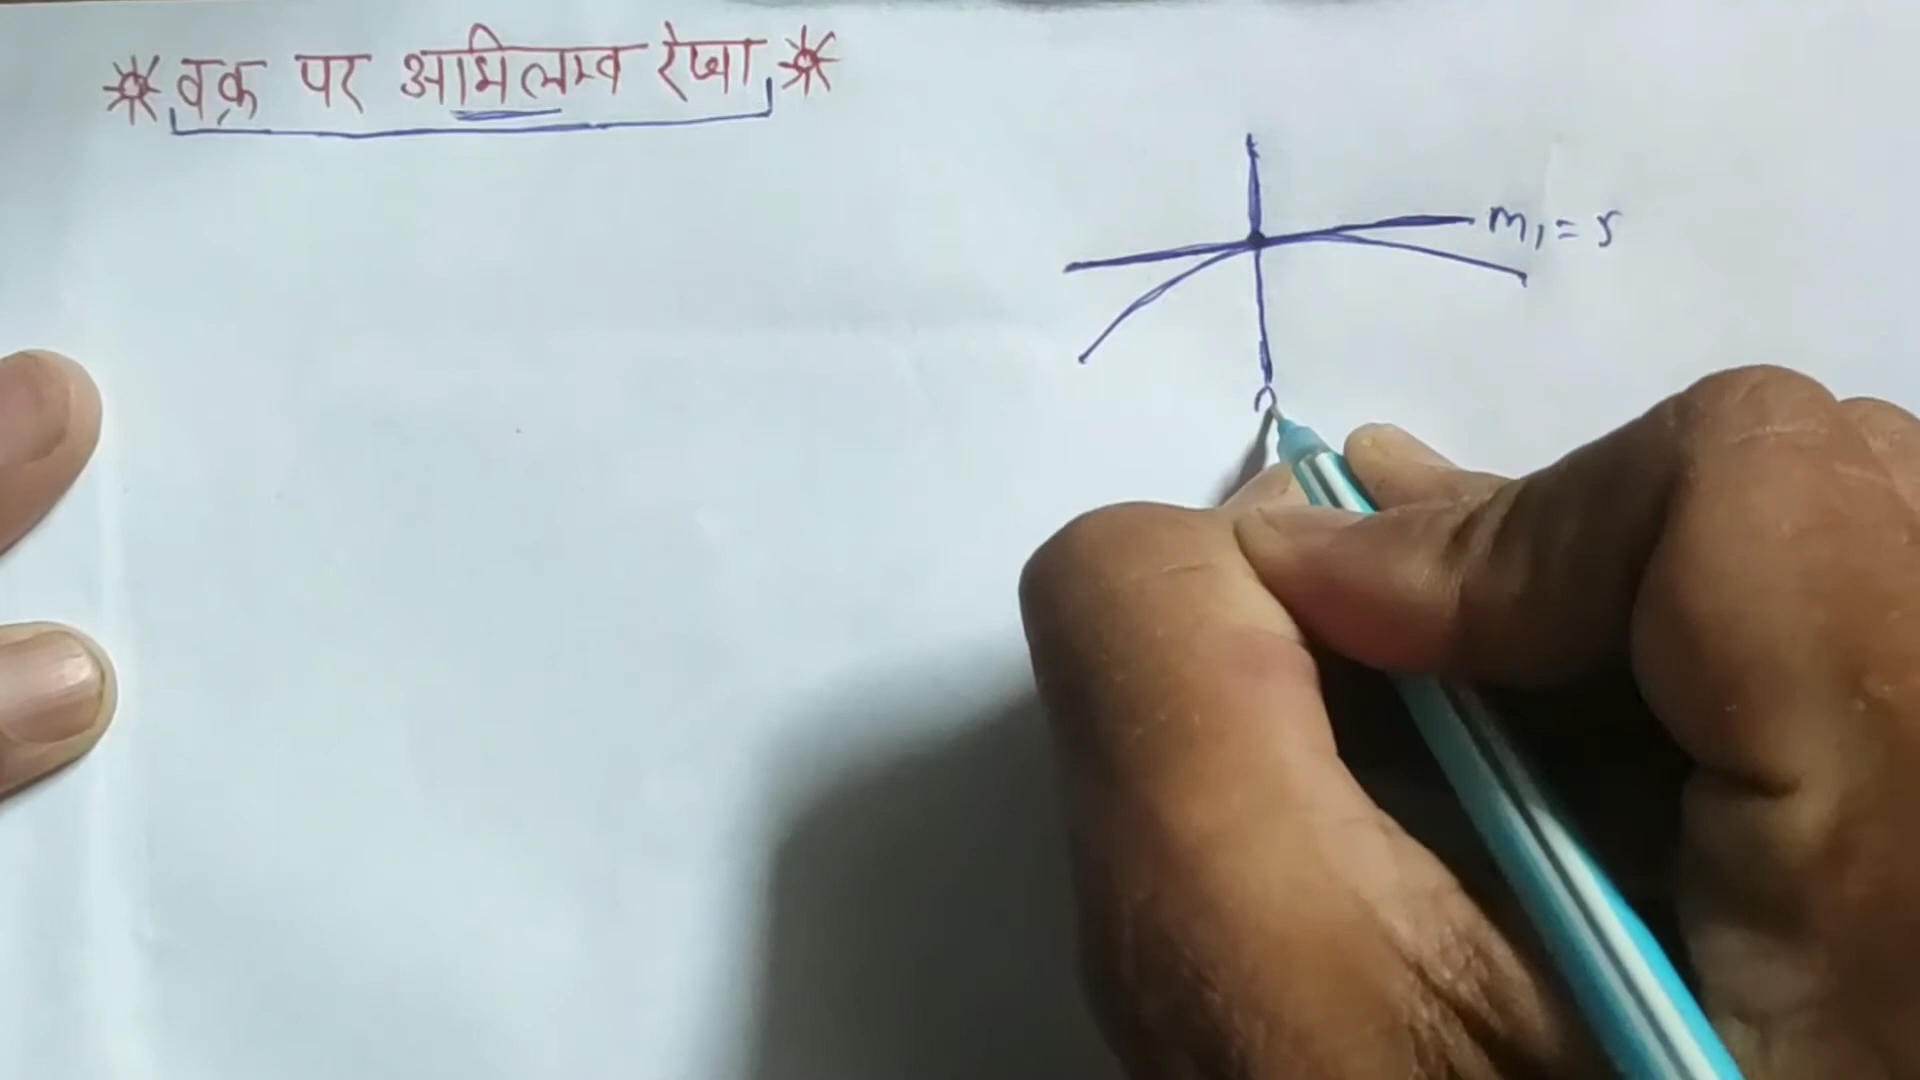 वक्र पर अभिलम्ब रेखा
m₁ = 5